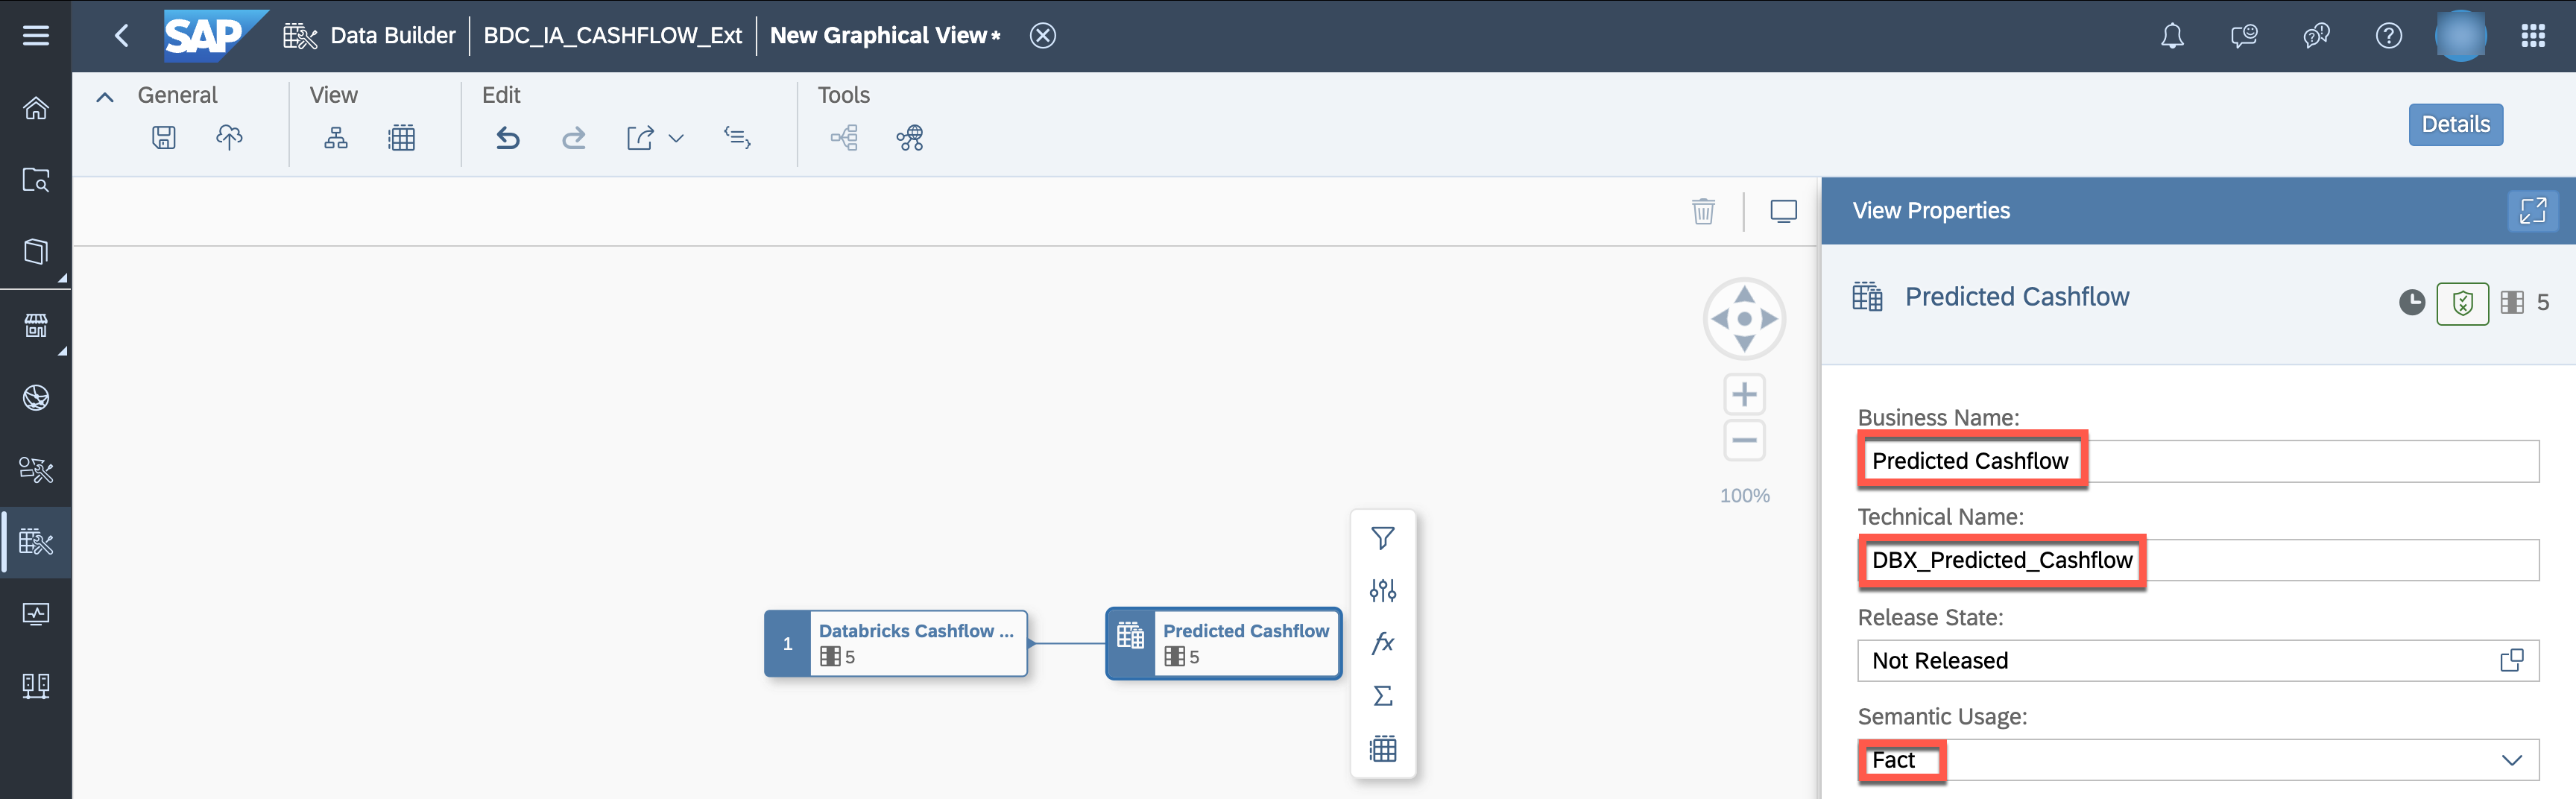 SAP Data Builder BDC_IA_CASHFLOW_Ext New Graphical View*
General View Edit Tools
Details
View Properties
Predicted Cashflow 5
Business Name:
Predicted Cashflow
100%
Technical Name:
DBX_Predicted_Cashflow
Release State:
Not Released
1 Databricks Cashflow ... 5
Predicted Cashflow 5
fx
Σ
Semantic Usage:
Fact